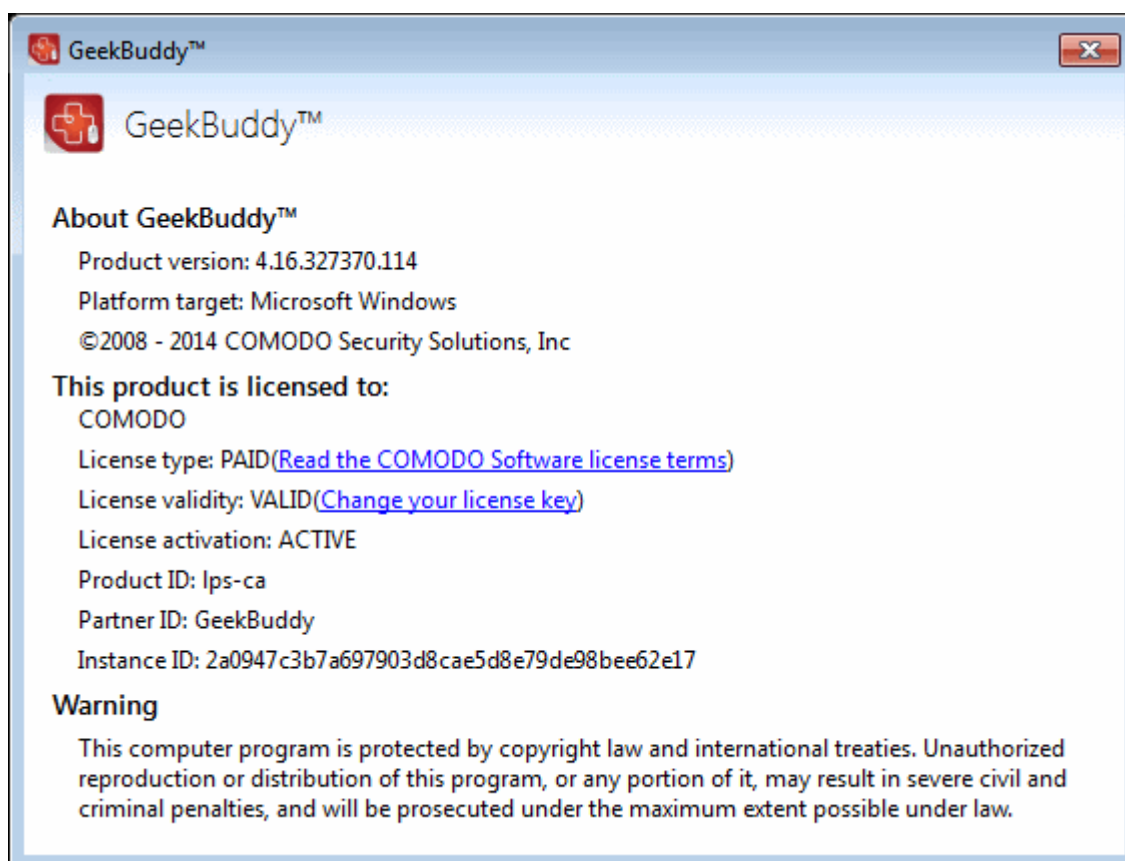 GeekBuddy™
GeekBuddy™
About GeekBuddy™
Product version: 4.16.327370.114
Platform target: Microsoft Windows
©2008 - 2014 COMODO Security Solutions, Inc
This product is licensed to:
COMODO
License type: PAID(Read the COMODO Software license terms)
License validity: VALID(Change your license key)
License activation: ACTIVE
Product ID: lps-ca
Partner ID: GeekBuddy
Instance ID: 2a0947c3b7a697903d8cae5d8e79de98bee62e17
Warning
This computer program is protected by copyright law and international treaties. Unauthorized
reproduction or distribution of this program, or any portion of it, may result in severe civil and
criminal penalties, and will be prosecuted under the maximum extent possible under law.